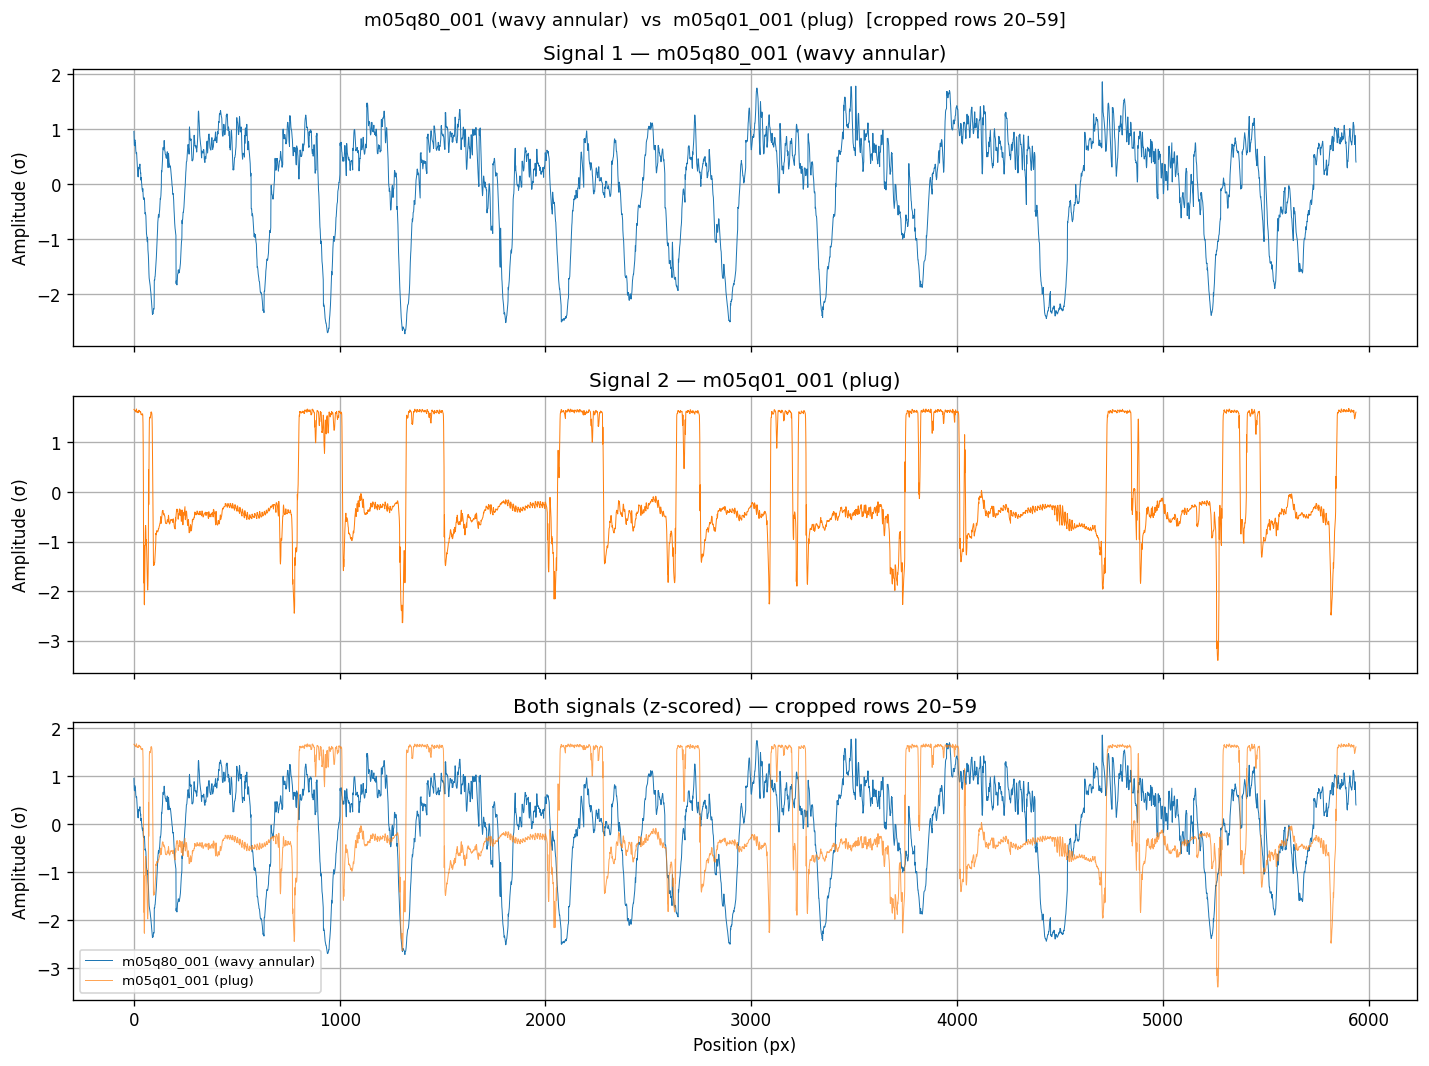 m05q80_001 (wavy annular)  vs  m05q01_001 (plug)  [cropped rows 20–59]
Signal 1 — m05q80_001 (wavy annular)
2
1
0
−1
−2
Amplitude (σ)
Signal 2 — m05q01_001 (plug)
1
0
−1
−2
−3
Amplitude (σ)
Both signals (z-scored) — cropped rows 20–59
2
1
0
−1
−2
−3
Amplitude (σ)
m05q80_001 (wavy annular)
m05q01_001 (plug)
0 1000 2000 3000 4000 5000 6000
Position (px)